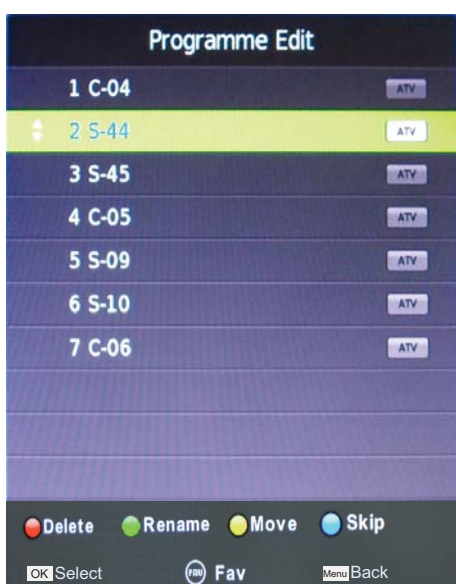 Programme Edit
1 C-04 ATV
2 S-44 ATV
3 S-45 ATV
4 C-05 ATV
5 S-09 ATV
6 S-10 ATV
7 C-06 ATV
Delete Rename Move Skip
OK Select FAV Fav Menu Back